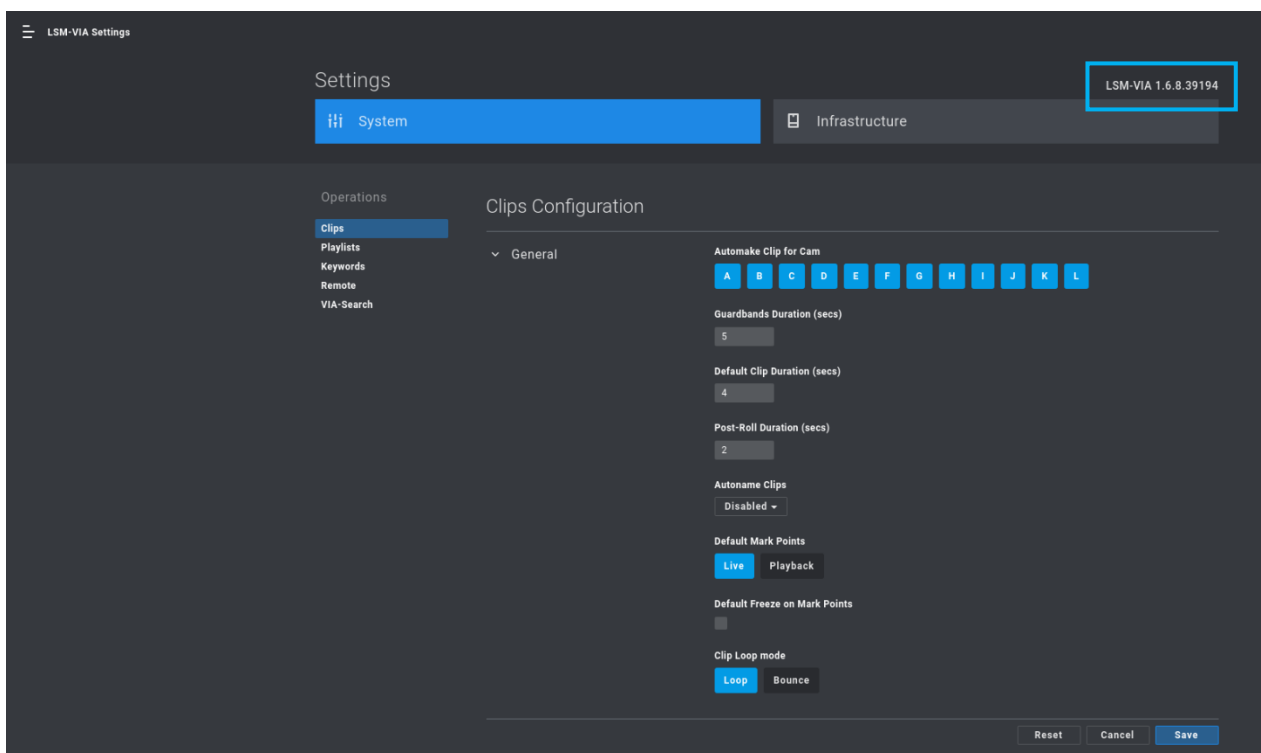 LSM-VIA Settings
Settings
LSM-VIA 1.6.8.39194
System
Infrastructure
Operations
Clips
Playlists
Keywords
Remote
VIA-Search
Clips Configuration
General
Automake Clip for Cam
A B C D E F G H I J K L
Guardbands Duration (secs)
5
Default Clip Duration (secs)
4
Post-Roll Duration (secs)
2
Autoname Clips
Disabled
Default Mark Points
Live Playback
Default Freeze on Mark Points
Clip Loop mode
Loop Bounce
Reset Cancel Save